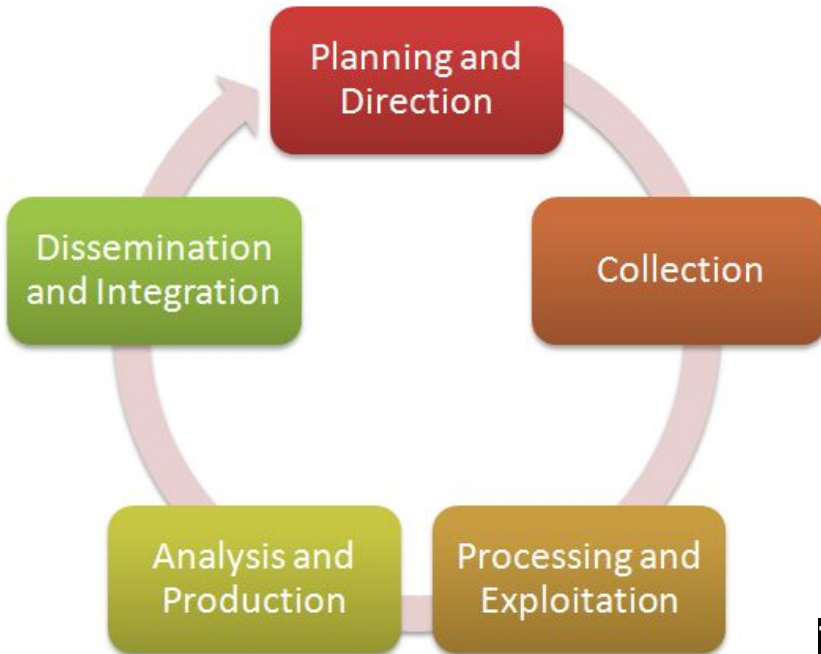 Planning and
Direction
Collection
Processing and
Exploitation
Analysis and
Production
Dissemination
and Integration